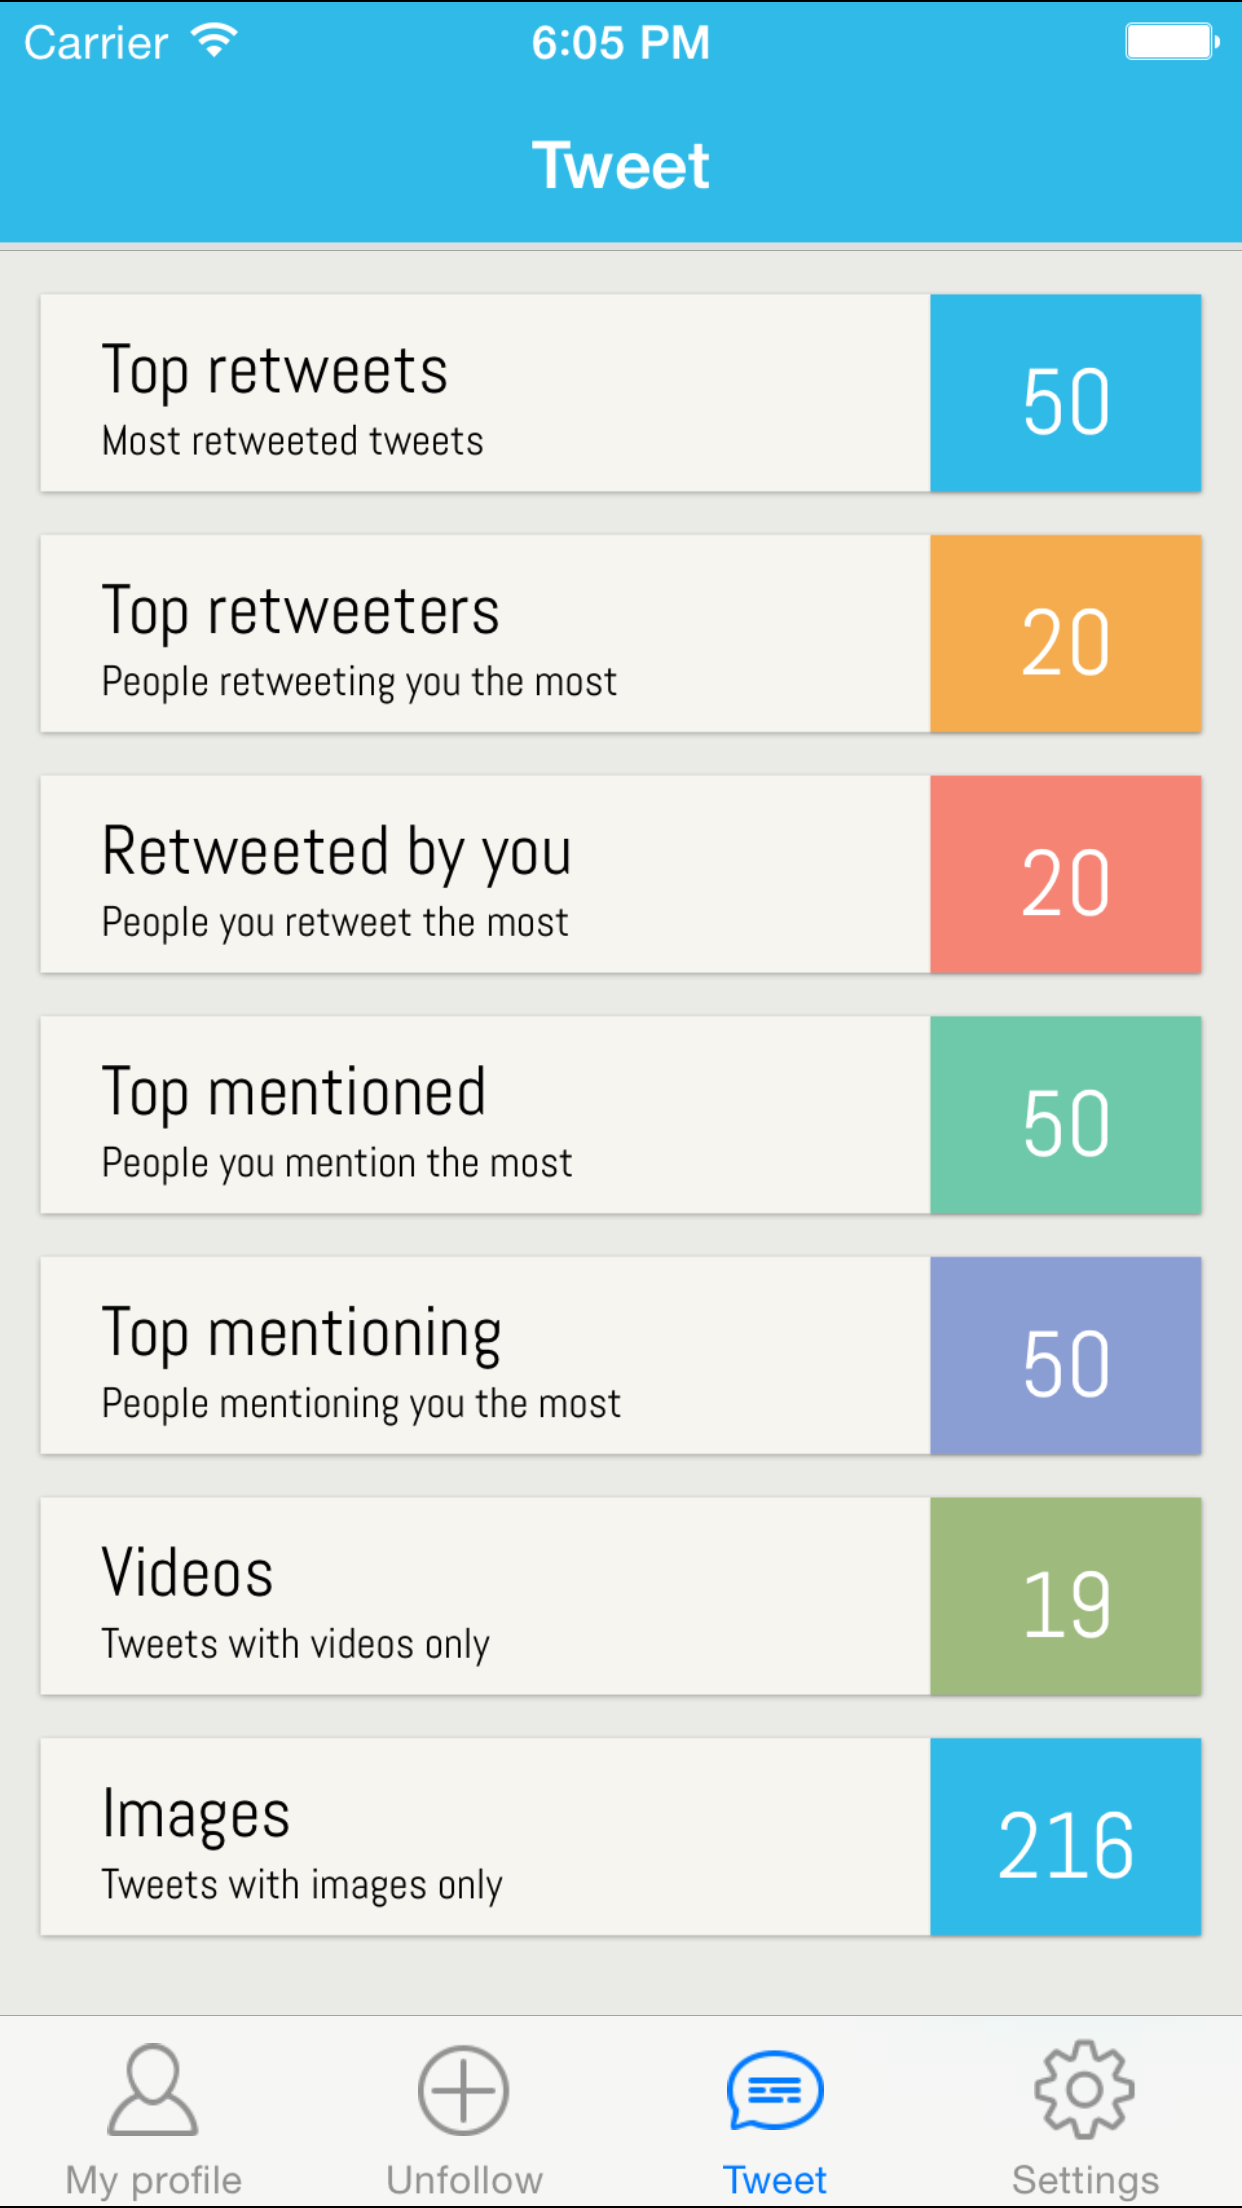 Carrier 6:05 PM
Tweet
Top retweets
Most retweeted tweets
50
Top retweeters
People retweeting you the most
20
Retweeted by you
People you retweet the most
20
Top mentioned
People you mention the most
50
Top mentioning
People mentioning you the most
50
Videos
Tweets with videos only
19
Images
Tweets with images only
216
My profile Unfollow Tweet Settings